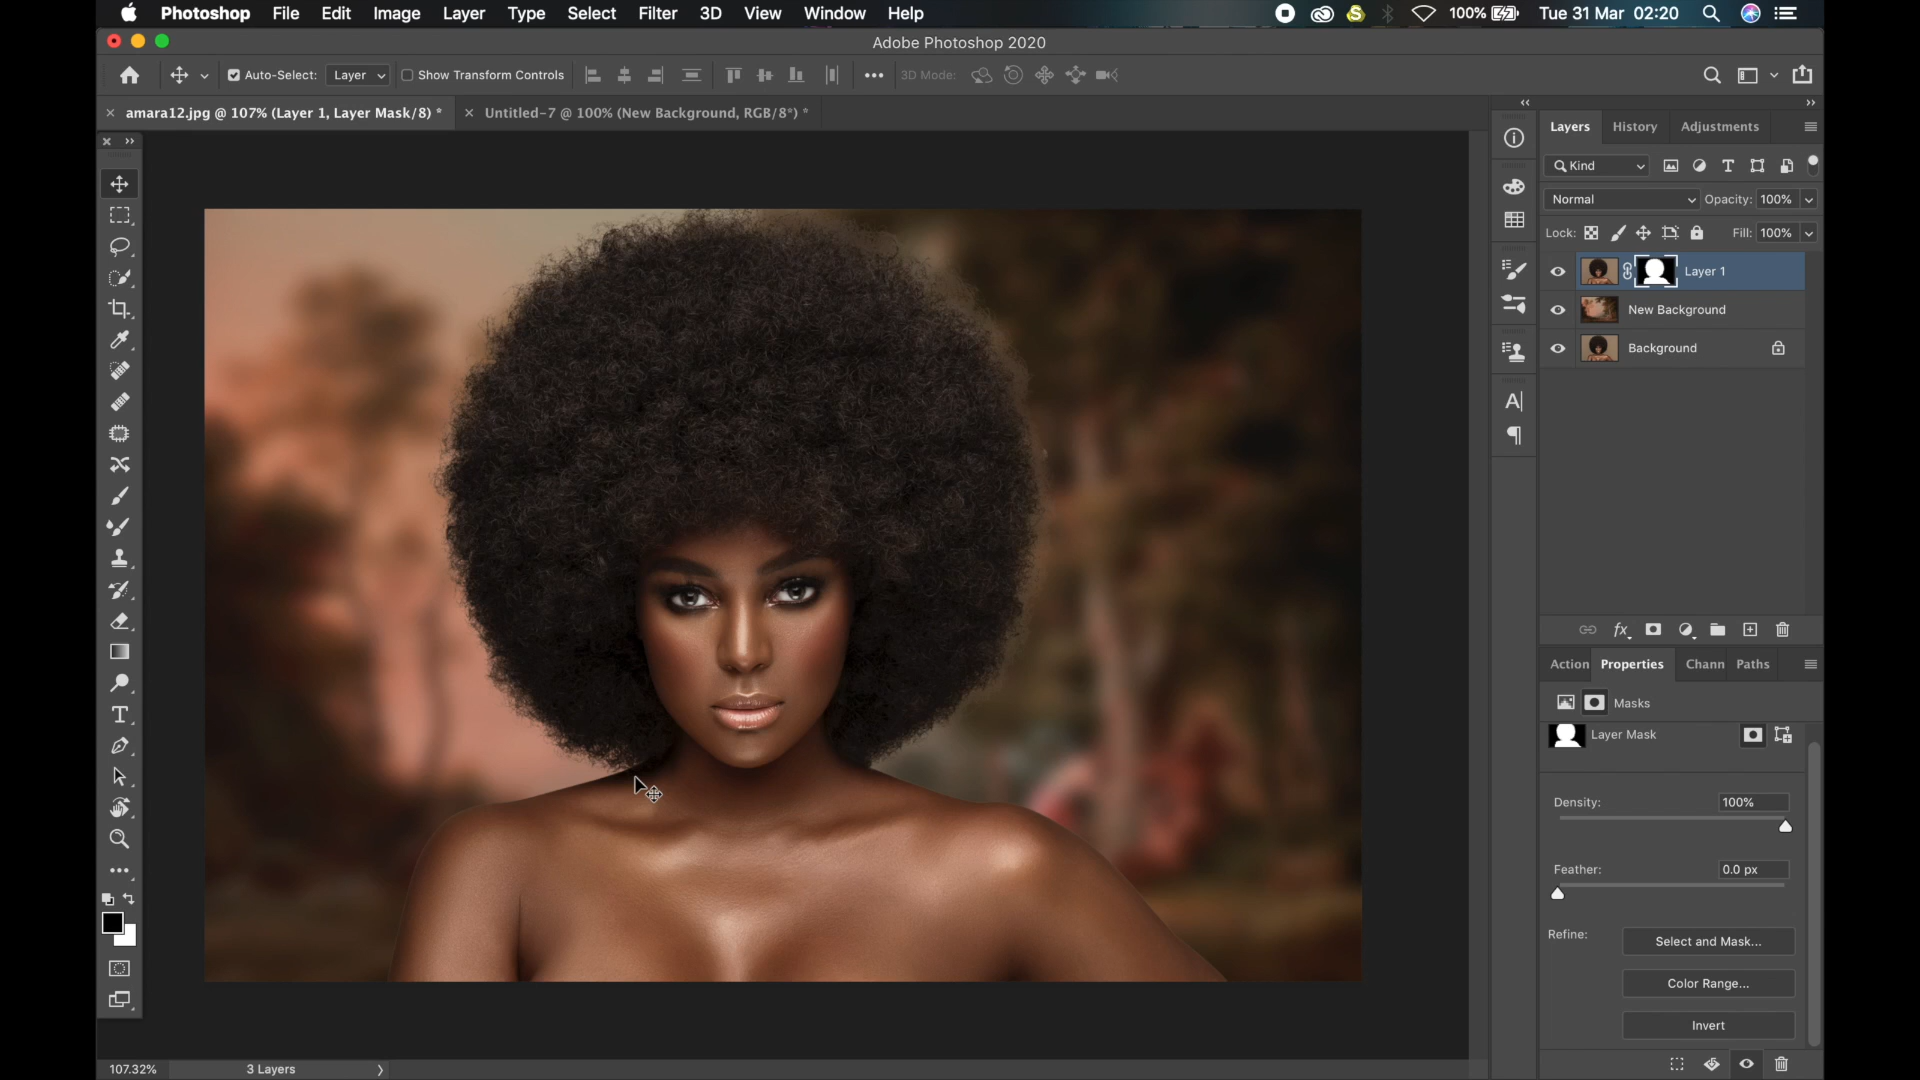 Photoshop File Edit Image Layer Type Select Filter 3D View Window Help 100% Tue 31 Mar 02:20
Adobe Photoshop 2020
Auto-Select: Layer Show Transform Controls 3D Mode:
amara12.jpg @ 107% (Layer 1, Layer Mask/8) * Untitled-7 @ 100% (New Background, RGB/8*) *
Layers History Adjustments
Kind
Normal Opacity: 100%
Lock: Fill: 100%
Layer 1
New Background
Background
Action Properties Chann Paths
Masks
Layer Mask
Density: 100%
Feather: 0.0 px
Refine: Select and Mask...
Color Range...
Invert
107.32% 3 Layers